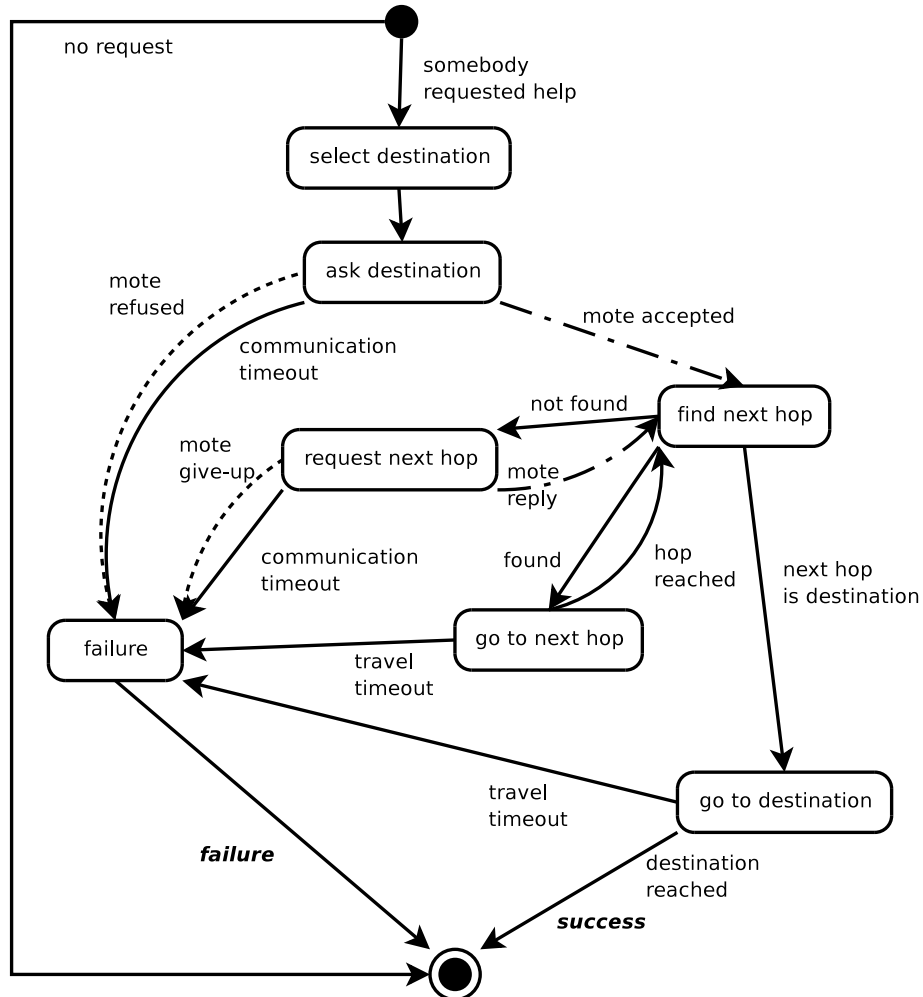 no request
somebody
requested help
select destination
ask destination
mote
refused
mote accepted
communication
timeout
not found
find next hop
mote
give-up
request next hop
mote
reply
communication
timeout
found
hop
reached
next hop
is destination
failure
go to next hop
travel
timeout
travel
timeout
go to destination
failure
destination
reached
success